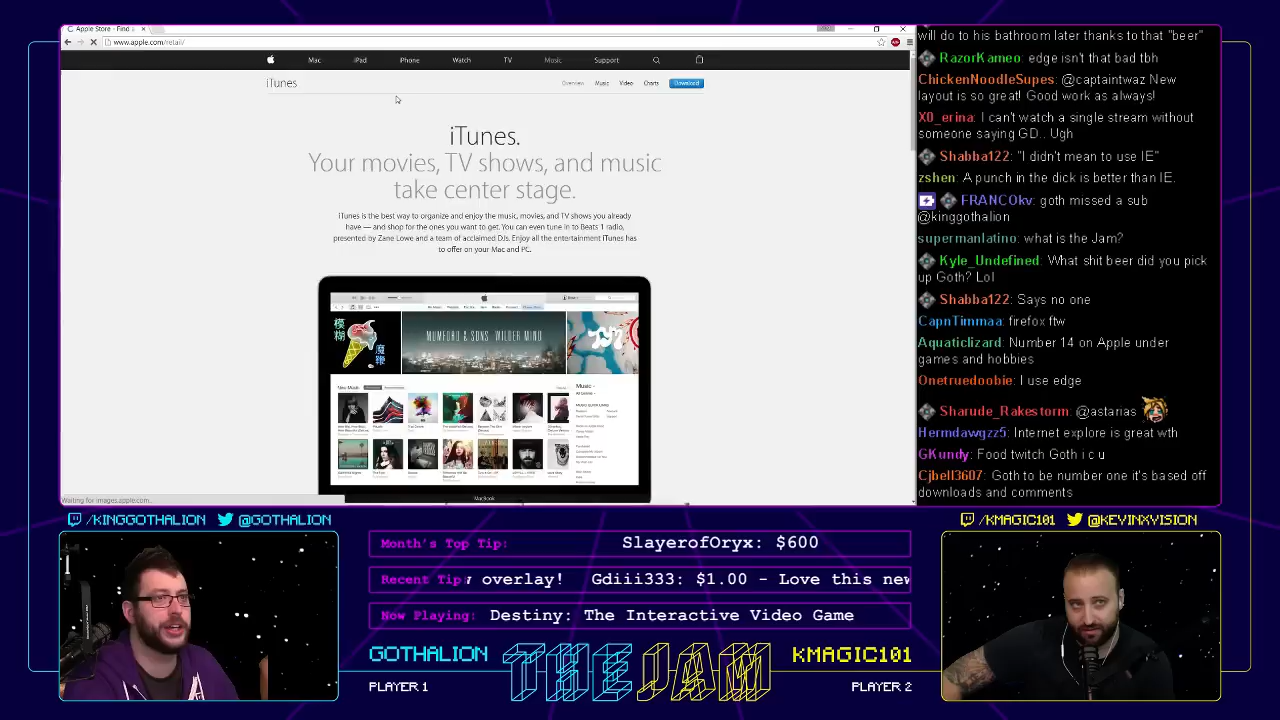 Apple Store - Find
www.apple.com/retail/
Mac iPad iPhone Watch TV Music Support
iTunes Overview Music Video Charts Download
iTunes.
Your movies, TV shows, and music
take center stage.
iTunes is the best way to organize and enjoy the music, movies, and TV shows you already
have — and shop for the ones you want to get. You can even tune in to Beats 1 radio,
presented by Zane Lowe and a team of acclaimed DJs. Enjoy all the entertainment iTunes has
to offer on your Mac and PC.
模糊
魔鬼
MUMFORD & SONS WILDER MIND
New Music
Music
MacBook
Waiting for images.apple.com...
will do to his bathroom later thanks to that "beer"
RazorKameo: edge isn't that bad tbh
ChickenNoodleSupes: @captainwaz New
layout is so great! Good work as always!
X0_erina: I can't watch a single stream without
someone saying GD.. Ugh
Shabba122: "I didn't mean to use IE"
zshen: A punch in the dick is better than IE.
FRANCOkv: goth missed a sub
@kinggothalion
supermanlatino: what is the Jam?
Kyle_Undefined: What shit beer did you pick
up Goth? Lol
Shabba122: Says no one
CapnTimmaa: firefox ftw
Aquaticlizard: Number 14 on Apple under
games and hobbies
Onetruedoobie: I use edge
Sharude_Rakestorm: @astarias
Hermdawgzz5: internet explore is great wth
GKundy: Food twitch Goth i c u
Cjbell3607: Goth to be number one it's based off
downloads and comments
/KINGGOTHALION @GOTHALION
/KMAGIC101 @KEVINXVISION
Month's Top Tip: SlayerofOryx: $600
Recent Tip: w overlay! Gdiii333: $1.00 - Love this new
Now Playing: Destiny: The Interactive Video Game
GOTHALION THE JAM KMAGIC101
PLAYER 1 PLAYER 2